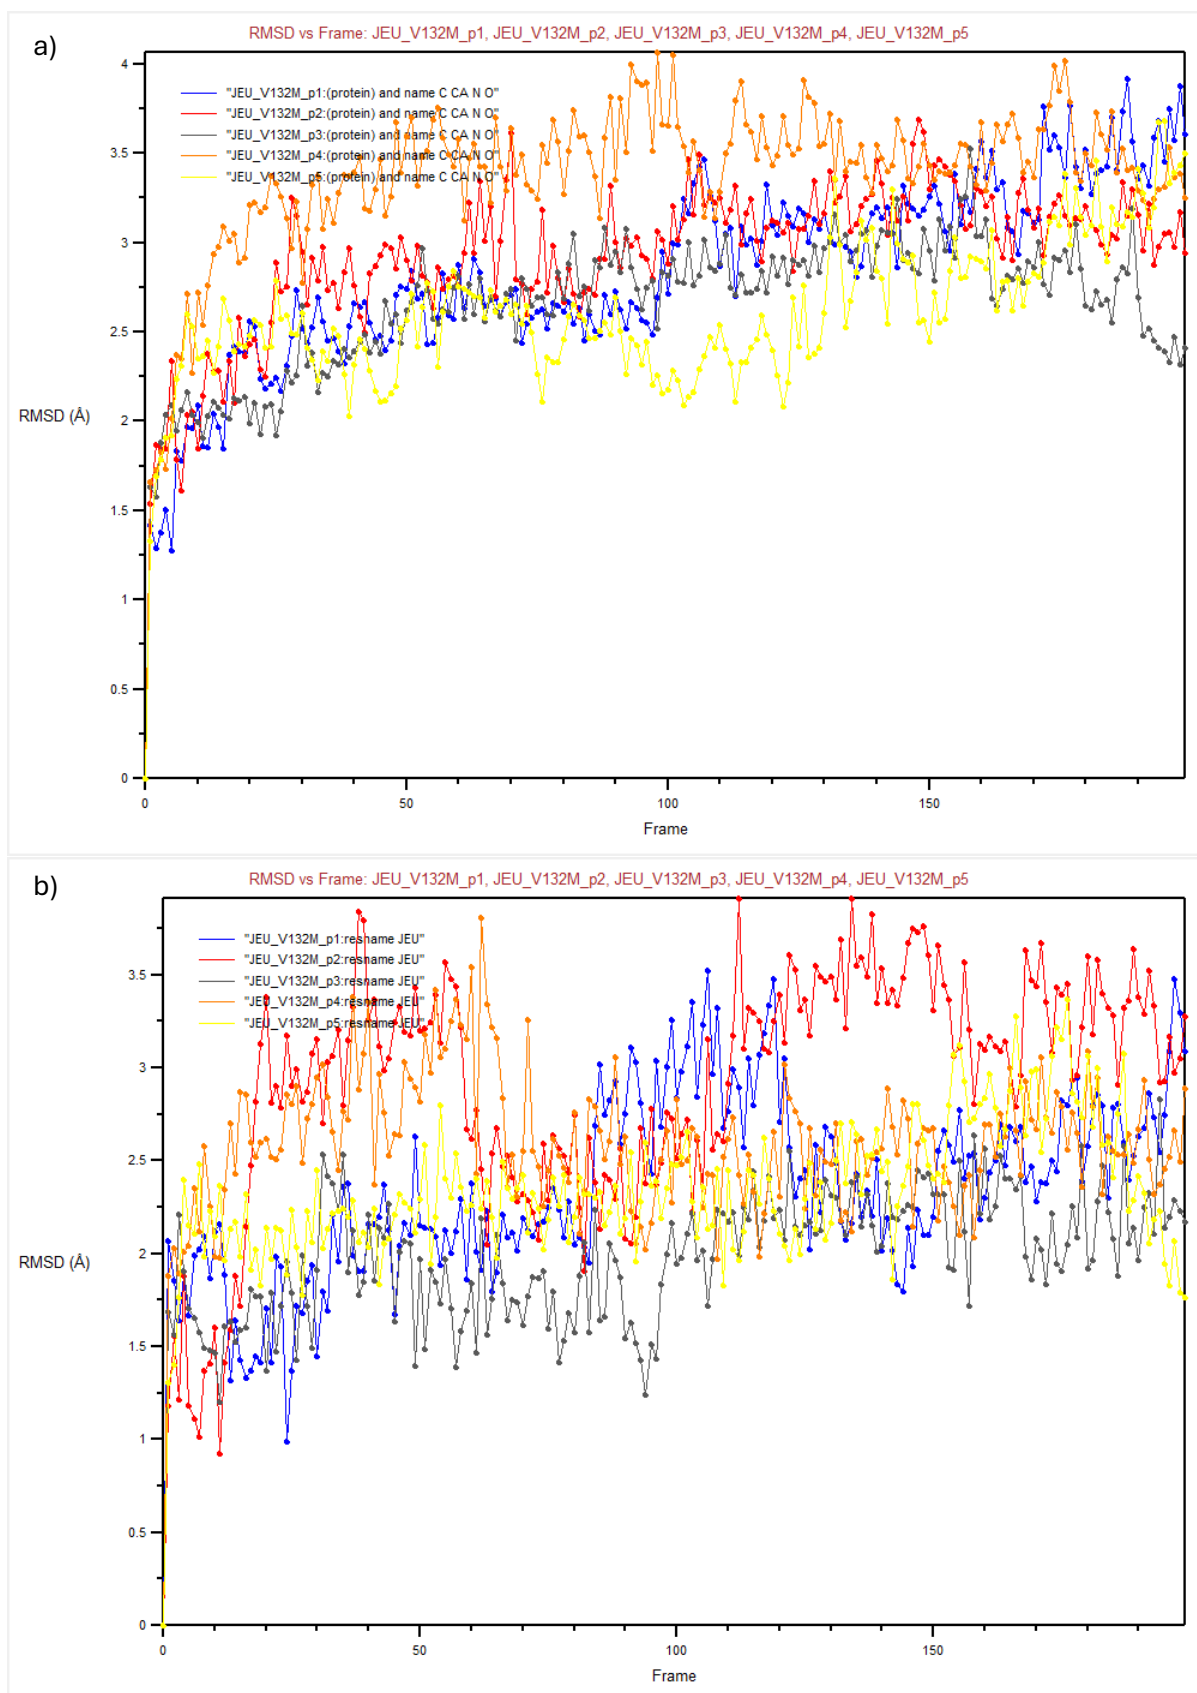 a)
RMSD vs Frame: JEU_V132M_p1, JEU_V132M_p2, JEU_V132M_p3, JEU_V132M_p4, JEU_V132M_p5
4
"JEU_V132M_p1:(protein) and name C CA N O"
"JEU_V132M_p2:(protein) and name C CA N O"
3.5
"JEU_V132M_p3:(protein) and name C CA N O"
"JEU_V132M_p4:(protein) and name C CA N O"
"JEU_V132M_p5:(protein) and name C CA N O"
3
2.5
2
RMSD (Å)
1.5
1
0.5
0
0 50 100 150
Frame
b)
RMSD vs Frame: JEU_V132M_p1, JEU_V132M_p2, JEU_V132M_p3, JEU_V132M_p4, JEU_V132M_p5
"JEU_V132M_p1:resname JEU"
"JEU_V132M_p2:resname JEU"
3.5
"JEU_V132M_p3:resname JEU"
"JEU_V132M_p4:resname JEU"
"JEU_V132M_p5:resname JEU"
3
2.5
2
RMSD (Å)
1.5
1
0.5
0
0 50 100 150
Frame